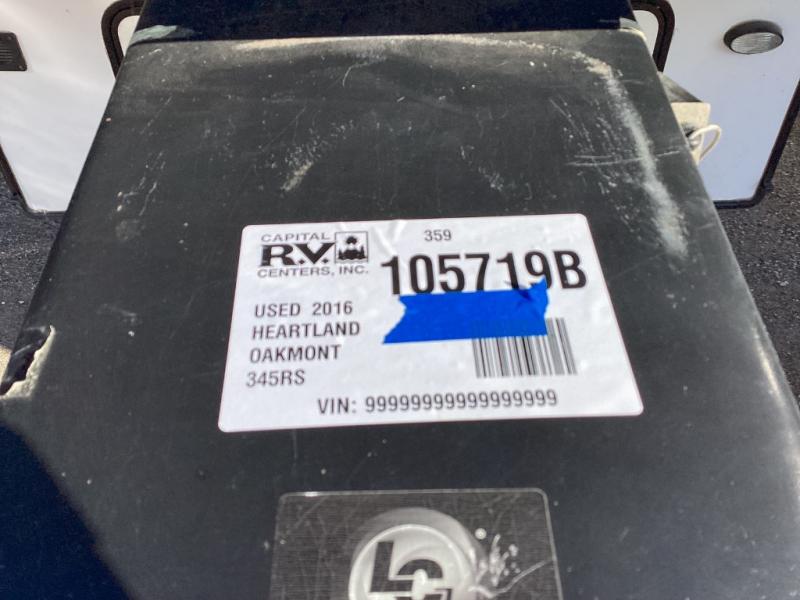 359
CAPITAL
R.V.
CENTERS, INC.
105719B
USED 2016
HEARTLAND
OAKMONT
345RS
VIN: 99999999999999999